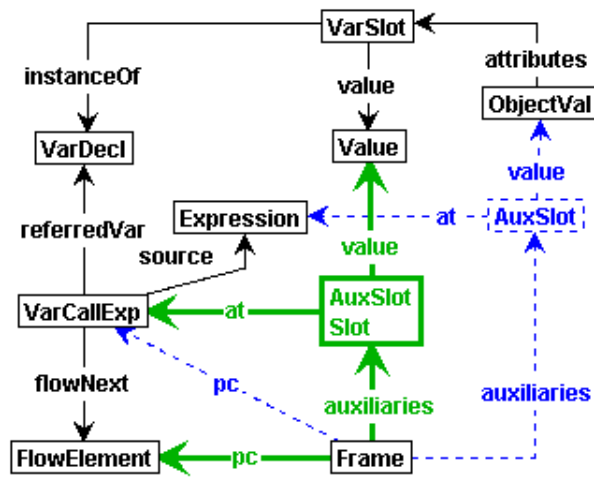 VarSlot
instanceOf
value
attributes
ObjectVal
VarDecl
Value
value
Expression
at
AuxSlot
referredVar
source
value
VarCallExp
at
AuxSlot
Slot
flowNext
pc
auxiliaries
auxiliaries
FlowElement
pc
Frame